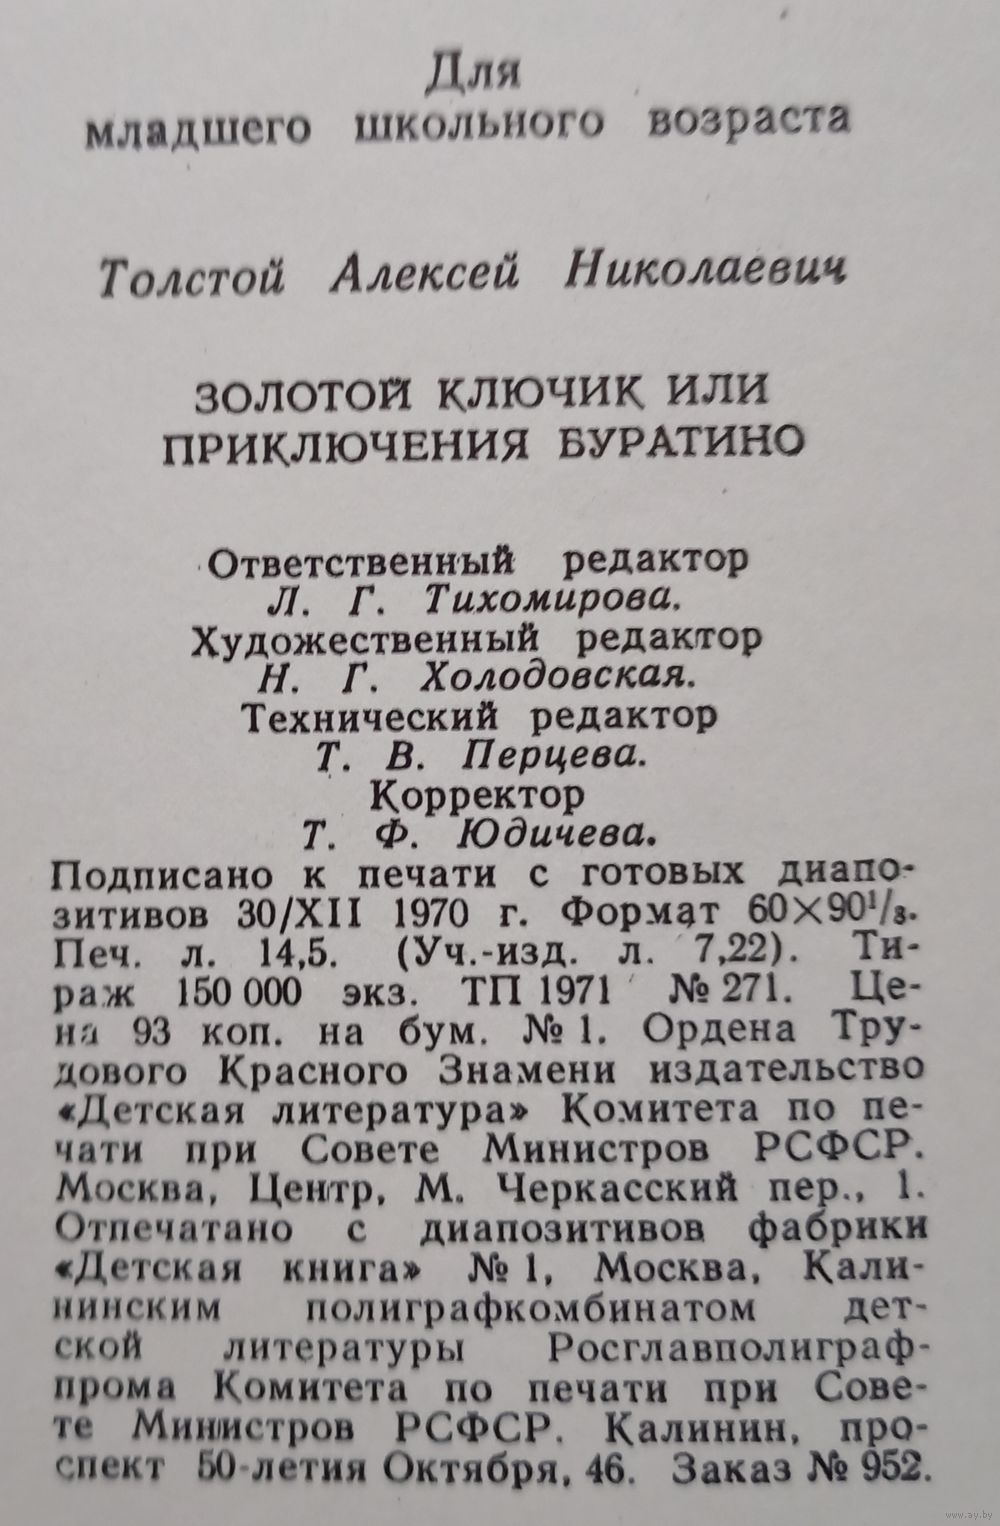 Для
младшего школьного возраста
Толстой Алексей Николаевич
ЗОЛОТОЙ КЛЮЧИК ИЛИ
ПРИКЛЮЧЕНИЯ БУРАТИНО
Ответственный редактор
Л. Г. Тихомирова.
Художественный редактор
Н. Г. Холодовская.
Технический редактор
Т. В. Перцева.
Корректор
Т. Ф. Юдичева.
Подписано к печати с готовых диапо-
зитивов 30/XII 1970 г. Формат 60×90¹/₈.
Печ. л. 14,5. (Уч.-изд. л. 7,22). Ти-
раж 150 000 экз. ТП 1971 № 271. Це-
на 93 коп. на бум. № 1. Ордена Тру-
дового Красного Знамени издательство
«Детская литература» Комитета по пе-
чати при Совете Министров РСФСР.
Москва, Центр, М. Черкасский пер., 1.
Отпечатано с диапозитивов фабрики
«Детская книга» № 1, Москва, Кали-
нинским полиграфкомбинатом дет-
ской литературы Росглавполиграф-
прома Комитета по печати при Сове-
те Министров РСФСР. Калинин, про-
спект 50-летия Октября, 46. Заказ № 952.
www.ay.by